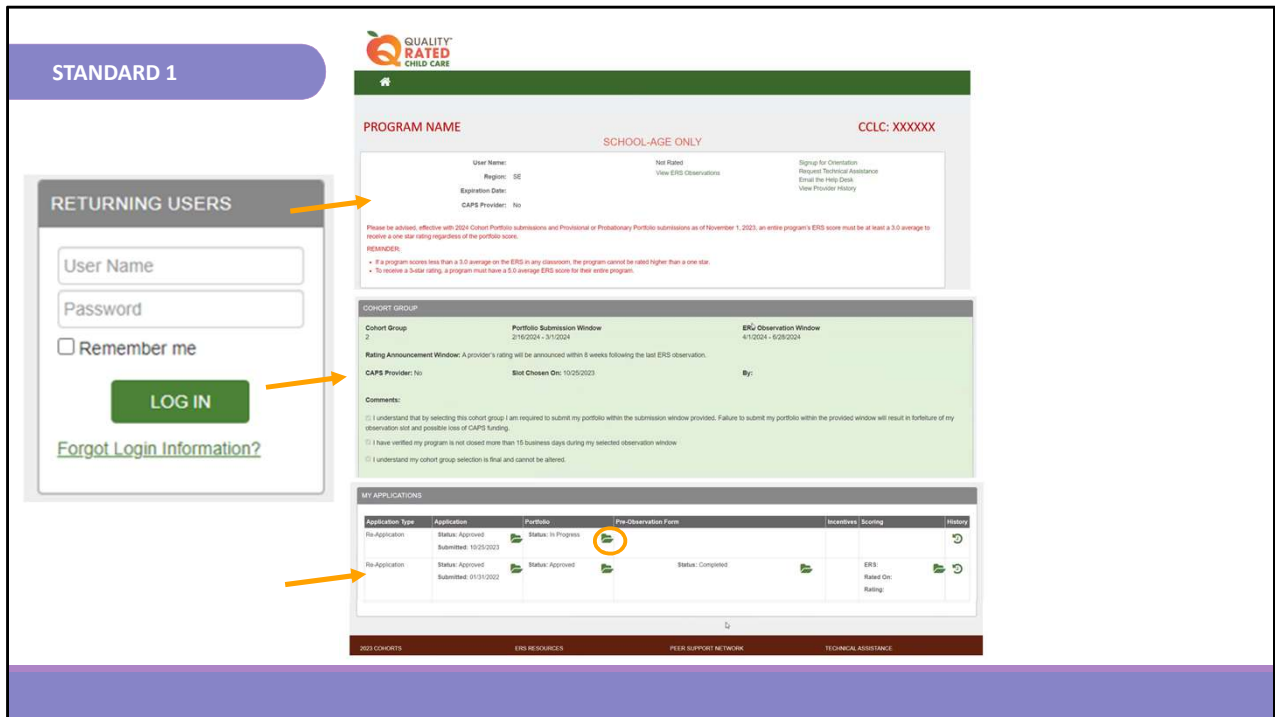 STANDARD 1
RETURNING USERS
User Name
Password
Remember me
LOG IN
Forgot Login Information?
QUALITY
RATED
CHILD CARE
PROGRAM NAME
CCLC: XXXXXX
SCHOOL-AGE ONLY
User Name:
Region: SE
Expiration Date:
CAPS Provider: No
Not Rated
View ERS Observations
Signup for Orientation
Request Technical Assistance
Email the Help Desk
View Provider History
Please be advised, effective with 2024 Cohort Portfolio submissions and Provisional or Probationary Portfolio submissions as of November 1, 2023, an entire program's ERS score must be at least a 3.0 average to
receive a one star rating regardless of the portfolio score.
REMINDER:
• If a program scores less than a 3.0 average on the ERS in any classroom, the program cannot be rated higher than a one star.
• To receive a 3-star rating, a program must have a 5.0 average ERS score for their entire program.
COHORT GROUP
Cohort Group Portfolio Submission Window ERS Observation Window
2 2/16/2024 - 3/1/2024 4/1/2024 - 6/28/2024
Rating Announcement Window: A provider's rating will be announced within 8 weeks following the last ERS observation.
CAPS Provider: No Slot Chosen On: 10/25/2023 By:
Comments:
I understand that by selecting this cohort group I am required to submit my portfolio within the submission window provided. Failure to submit my portfolio within the provided window will result in forfeiture of my
observation slot and possible loss of CAPS funding.
I have verified my program is not closed more than 15 business days during my selected observation window
I understand my cohort group selection is final and cannot be altered.
MY APPLICATIONS
Application Type Application Portfolio Pre-Observation Form Incentives Scoring History
Re-Application Status: Approved Status: In Progress
Submitted: 10/25/2023
Re-Application Status: Approved Status: Approved Status: Completed ERS:
Submitted: 01/31/2022 Rated On:
Rating:
2023 COHORTS ERS RESOURCES PEER SUPPORT NETWORK TECHNICAL ASSISTANCE